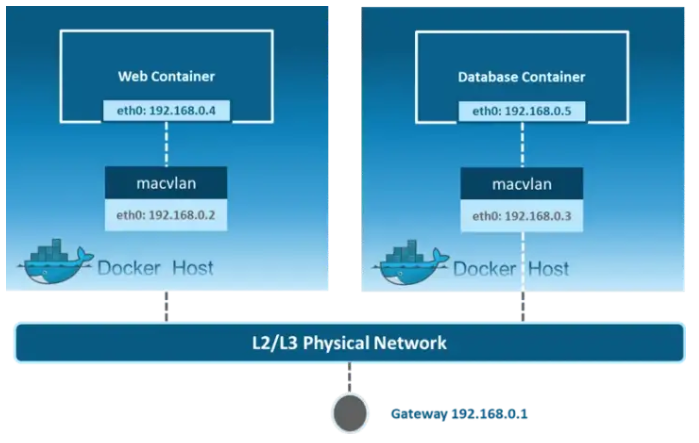 Web Container
eth0: 192.168.0.4
macvlan
eth0: 192.168.0.2
Docker Host
Database Container
eth0: 192.168.0.5
macvlan
eth0: 192.168.0.3
Docker Host
L2/L3 Physical Network
Gateway 192.168.0.1